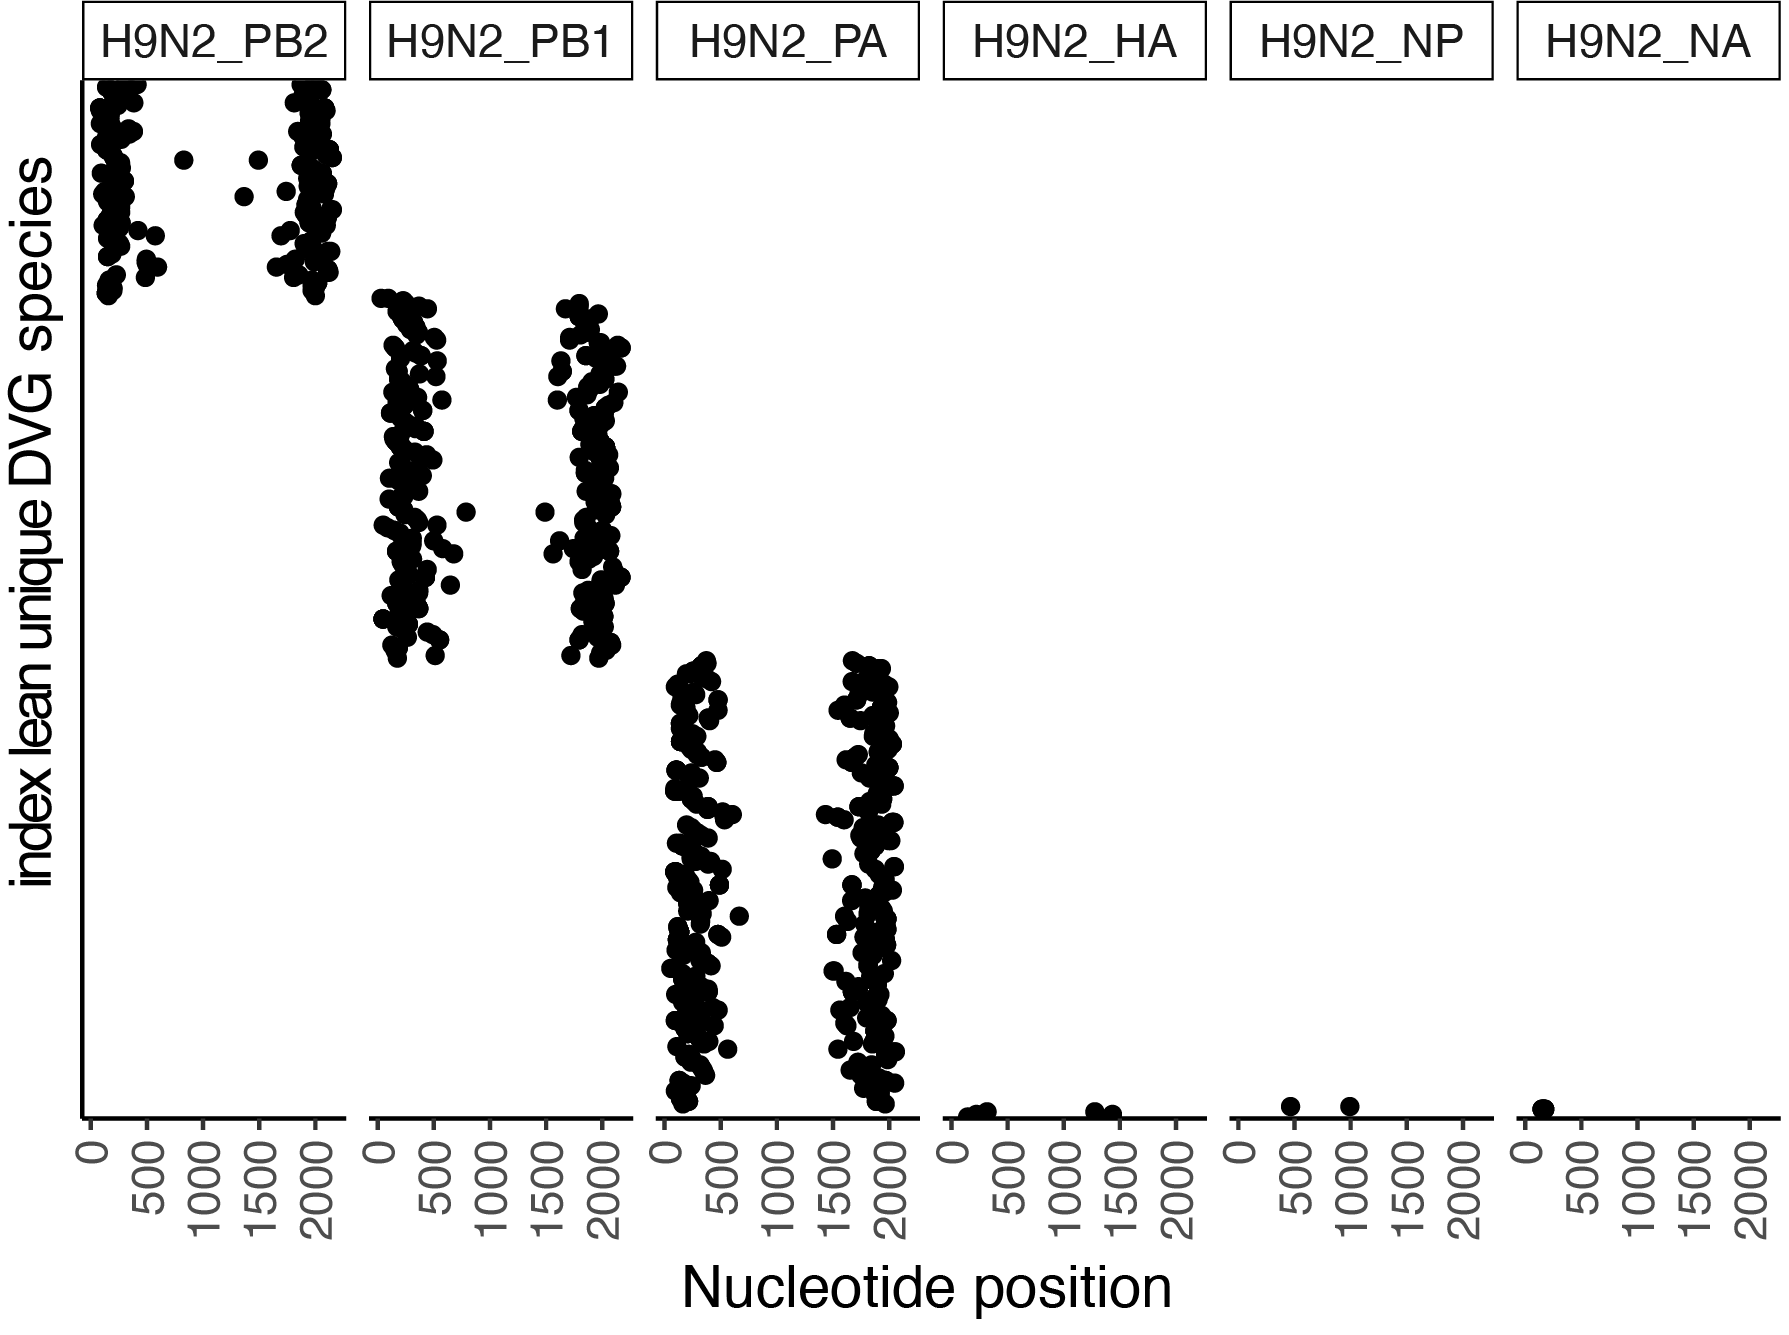 H9N2_PB2 H9N2_PB1 H9N2_PA H9N2_HA H9N2_NP H9N2_NA
index lean unique DVG species
0 500 1000 1500 2000 0 500 1000 1500 2000 0 500 1000 1500 2000 0 500 1000 1500 2000 0 500 1000 1500 2000 0 500 1000 1500 2000
Nucleotide position